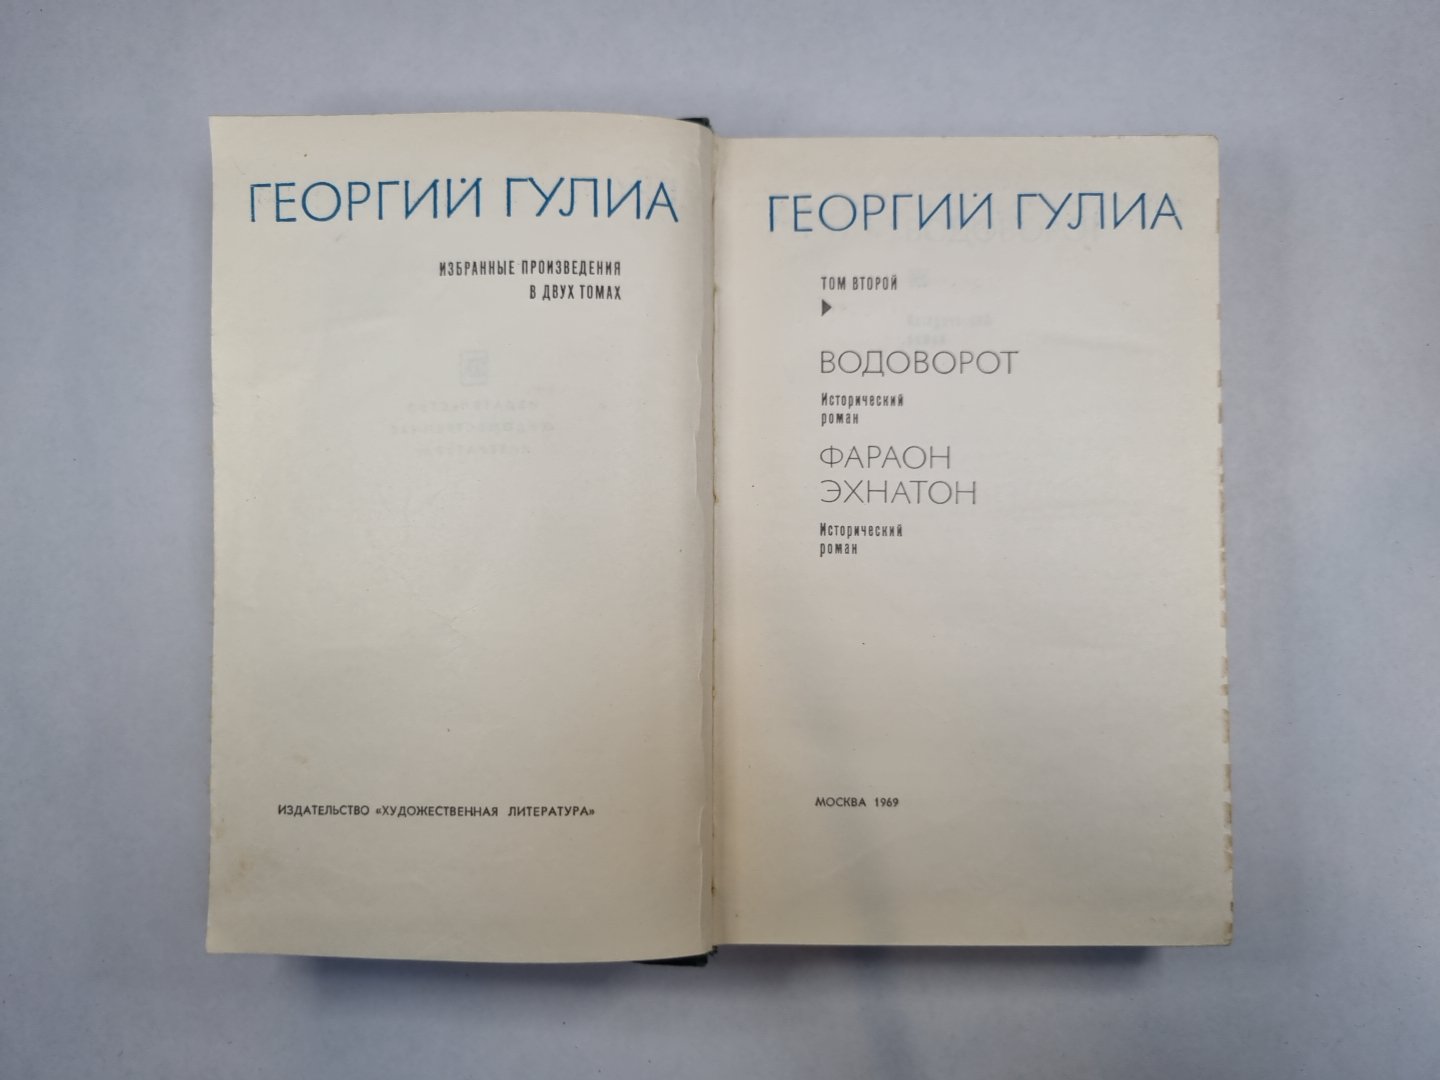 ГЕОРГИЙ ГУЛИА
ИЗБРАННЫЕ ПРОИЗВЕДЕНИЯ
В ДВУХ ТОМАХ
ИЗДАТЕЛЬСТВО «ХУДОЖЕСТВЕННАЯ ЛИТЕРАТУРА»
ГЕОРГИЙ ГУЛИА
ТОМ ВТОРОЙ
ВОДОВОРОТ
Исторический
роман
ФАРАОН
ЭХНАТОН
Исторический
роман
МОСКВА 1969